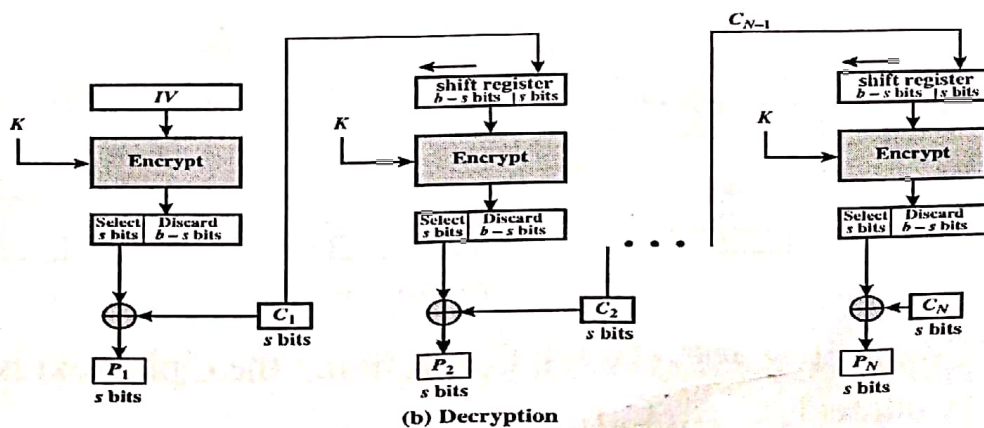 C_{N-1}
IV
K
Encrypt
Select
s bits
Discard
b − s bits
C_1
s bits
P_1
s bits
shift register
b − s bits | s bits
K
Encrypt
Select
s bits
Discard
b − s bits
C_2
s bits
P_2
s bits
• • •
shift register
b − s bits | s bits
K
Encrypt
Select
s bits
Discard
b − s bits
C_N
s bits
P_N
s bits
(b) Decryption